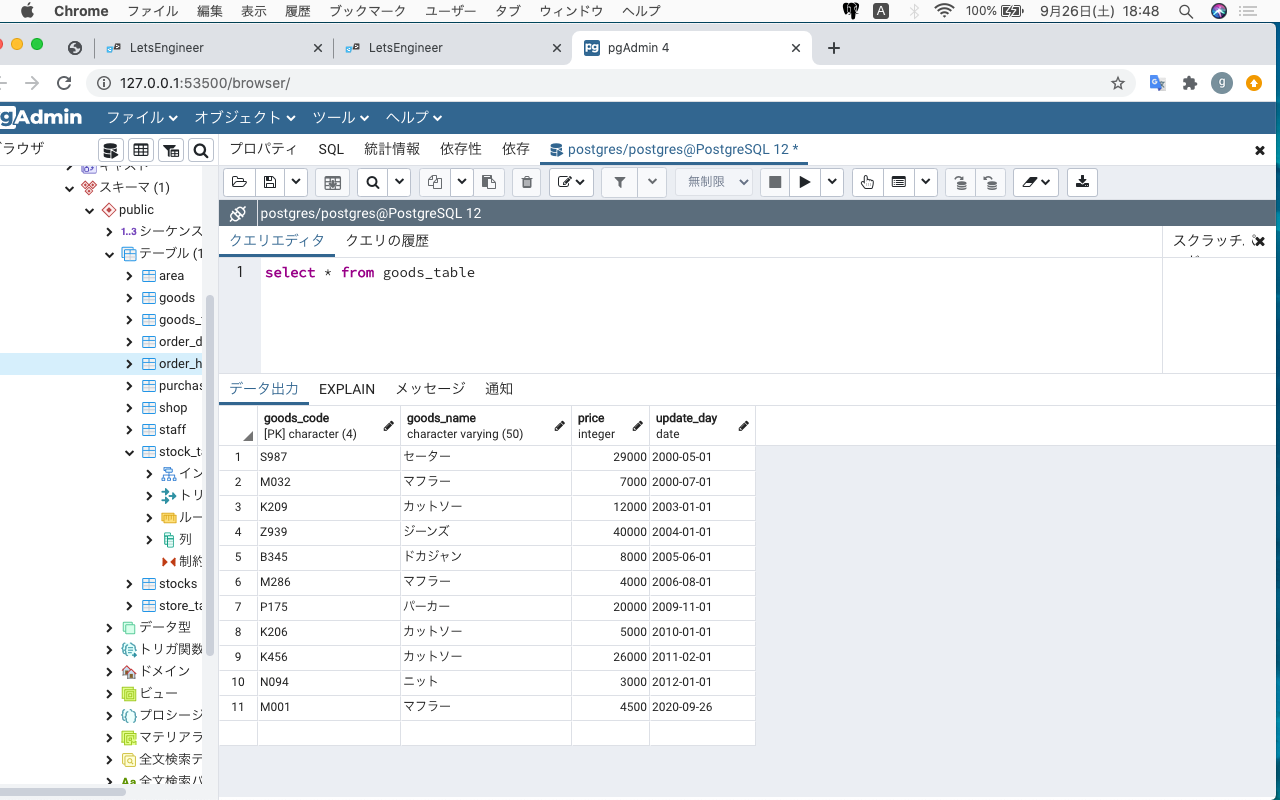 Chrome ファイル 編集 表示 履歴 ブックマーク ユーザー タブ ウィンドウ ヘルプ A 100% 9月26日(土) 18:48
LetsEngineer LetsEngineer pgAdmin 4
127.0.0.1:53500/browser/ g
gAdmin ファイル オブジェクト ツール ヘルプ
ラウザ プロパティ SQL 統計情報 依存性 依存 postgres/postgres@PostgreSQL 12 *
キャスト
スキーマ (1)
public
1..3 シーケンス
テーブル (1
area
goods
goods_
order_d
order_h
purchas
shop
staff
stock_ta
イン
トリ
ルー
列
制約
stocks
store_ta
データ型
トリガ関数
ドメイン
ビュー
プロシージ
マテリアラ
全文検索デ
Aa 全文検索パ
無制限
postgres/postgres@PostgreSQL 12
クエリエディタ クエリの履歴 スクラッチ
1 select * from goods_table
データ出力 EXPLAIN メッセージ 通知
goods_code goods_name price update_day
[PK] character (4) character varying (50) integer date
1 S987 セーター 29000 2000-05-01
2 M032 マフラー 7000 2000-07-01
3 K209 カットソー 12000 2003-01-01
4 Z939 ジーンズ 40000 2004-01-01
5 B345 ドカジャン 8000 2005-06-01
6 M286 マフラー 4000 2006-08-01
7 P175 パーカー 20000 2009-11-01
8 K206 カットソー 5000 2010-01-01
9 K456 カットソー 26000 2011-02-01
10 N094 ニット 3000 2012-01-01
11 M001 マフラー 4500 2020-09-26